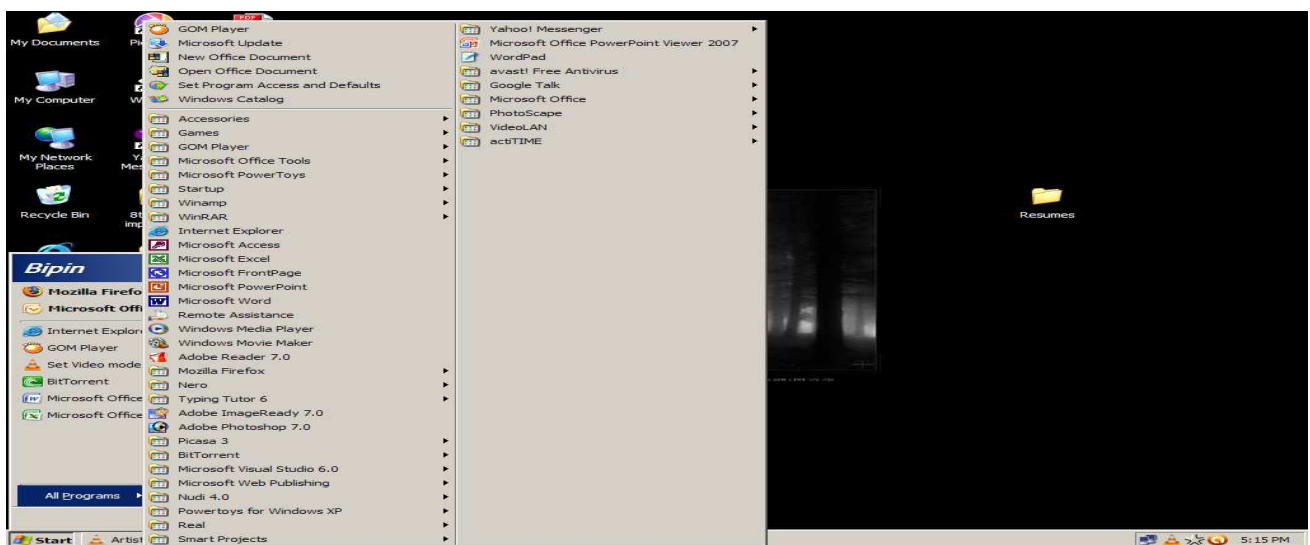 PDF
My Documents
My Computer
My Network
Places
Recycle Bin
Resumes
GOM Player
Microsoft Update
New Office Document
Open Office Document
Set Program Access and Defaults
Windows Catalog
Accessories
Games
GOM Player
Microsoft Office Tools
Microsoft PowerToys
Startup
Winamp
WinRAR
Internet Explorer
Microsoft Access
Microsoft Excel
Microsoft FrontPage
Microsoft PowerPoint
Microsoft Word
Remote Assistance
Windows Media Player
Windows Movie Maker
Adobe Reader 7.0
Mozilla Firefox
Nero
Typing Tutor 6
Adobe ImageReady 7.0
Adobe Photoshop 7.0
Picasa 3
BitTorrent
Microsoft Visual Studio 6.0
Microsoft Web Publishing
Nudi 4.0
Powertoys for Windows XP
Real
Smart Projects
Yahoo! Messenger
Microsoft Office PowerPoint Viewer 2007
WordPad
avast! Free Antivirus
Google Talk
Microsoft Office
PhotoScape
VideoLAN
actiTIME
Bipin
Mozilla Firefo
Microsoft Offi
Internet Explor
GOM Player
Set Video mode
BitTorrent
Microsoft Office
Microsoft Office
All Programs
Start
Artist
5:15 PM